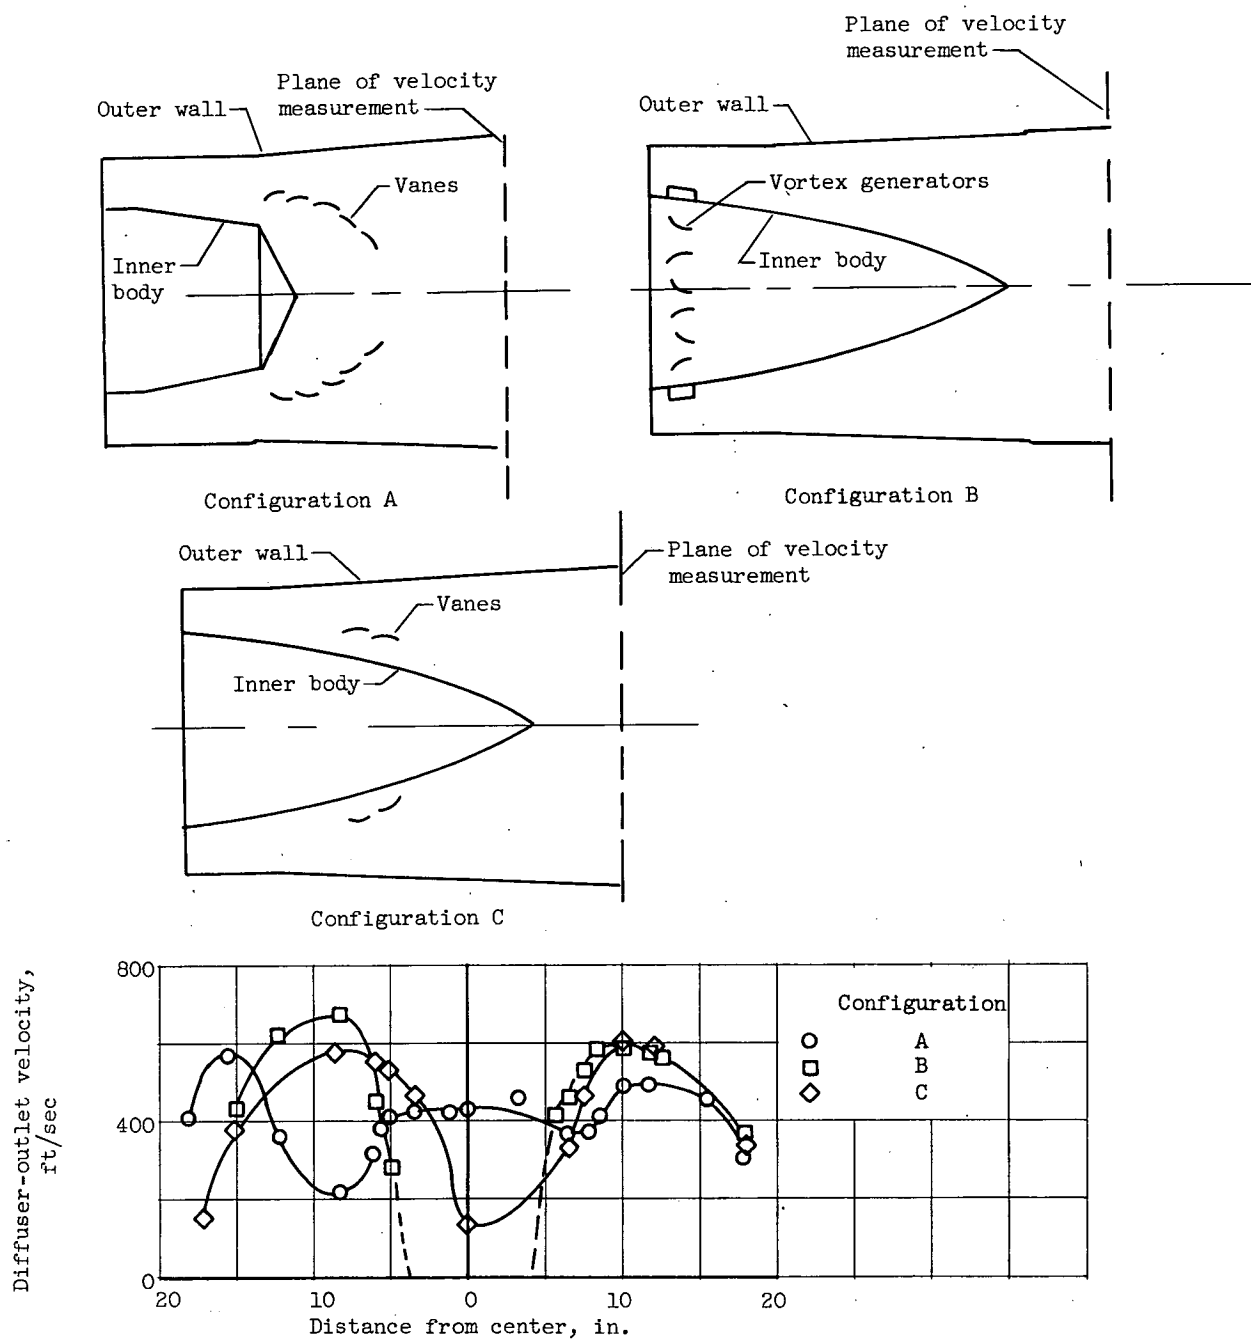 Plane of velocity
measurement
Outer wall
Vanes
Inner
body
Configuration A
Plane of velocity
measurement
Outer wall
Vortex generators
Inner body
Configuration B
Outer wall
Plane of velocity
measurement
Vanes
Inner body
Configuration C
Diffuser-outlet velocity,
ft/sec
800
400
0
20 10 0 10 20
Distance from center, in.
Configuration
A
B
C